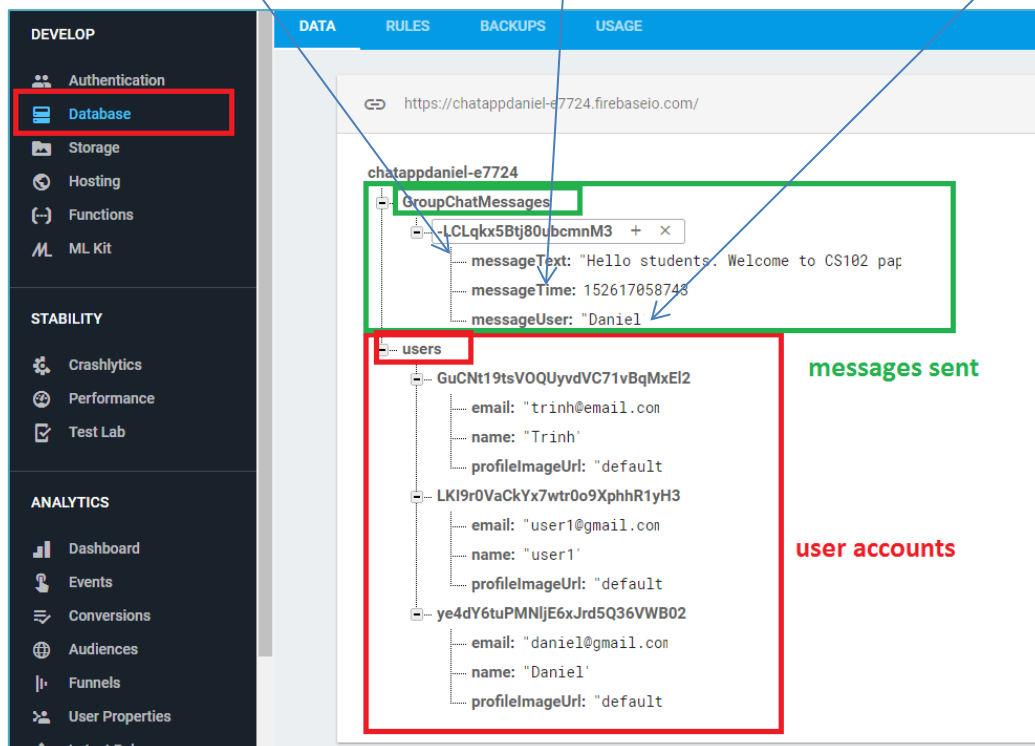 DEVELOP
Authentication
Database
Storage
Hosting
Functions
ML Kit
STABILITY
Crashlytics
Performance
Test Lab
ANALYTICS
Dashboard
Events
Conversions
Audiences
Funnels
User Properties
DATA RULES BACKUPS USAGE
https://chatappdaniel-e7724.firebaseio.com/
chatappdaniel-e7724
GroupChatMessages
-LCLqkx5Btj80ubcmnM3 + ×
messageText: "Hello students. Welcome to CS102 pap
messageTime: 152617058743
messageUser: "Daniel
messages sent
users
GuCNt19tsVOQUyvdVC71vBqMxEl2
email: "trinh@email.com
name: "Trinh'
profileImageUrl: "default
LKI9r0VaCkYx7wtr0o9XphhR1yH3
email: "user1@gmail.com
name: "user1'
profileImageUrl: "default
user accounts
ye4dY6tuPMNljE6xJrd5Q36VWB02
email: "daniel@gmail.com
name: "Daniel'
profileImageUrl: "default